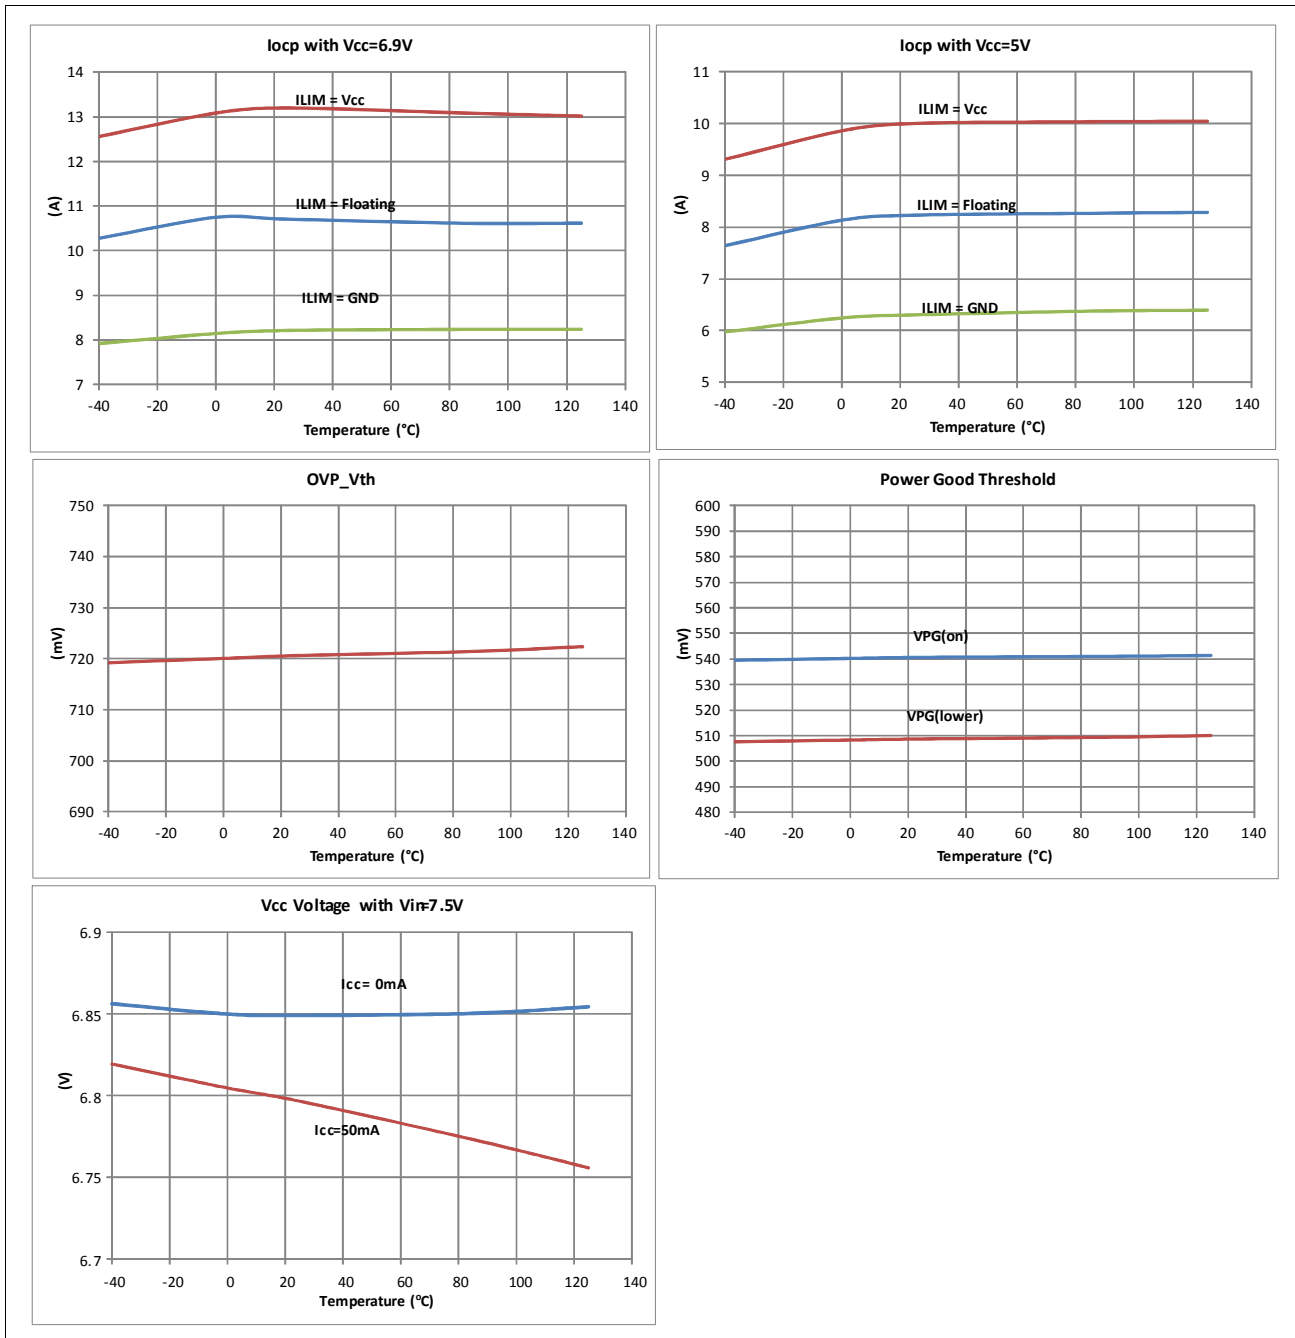 Iocp with Vcc=6.9V
14
13
12
11
10
9
8
7
(A)
ILIM = Vcc
ILIM = Floating
ILIM = GND
-40 -20 0 20 40 60 80 100 120 140
Temperature (°C)
Iocp with Vcc=5V
11
10
9
8
7
6
5
(A)
ILIM = Vcc
ILIM = Floating
ILIM = GND
-40 -20 0 20 40 60 80 100 120 140
Temperature (°C)
OVP_Vth
750
740
730
720
710
700
690
(mV)
-40 -20 0 20 40 60 80 100 120 140
Temperature (°C)
Power Good Threshold
600
590
580
570
560
550
540
530
520
510
500
490
480
(mV)
VPG(on)
VPG(lower)
-40 -20 0 20 40 60 80 100 120 140
Temperature (°C)
Vcc Voltage with Vin=7.5V
6.9
6.85
6.8
6.75
6.7
(V)
Icc= 0mA
Icc=50mA
-40 -20 0 20 40 60 80 100 120 140
Temperature (°C)